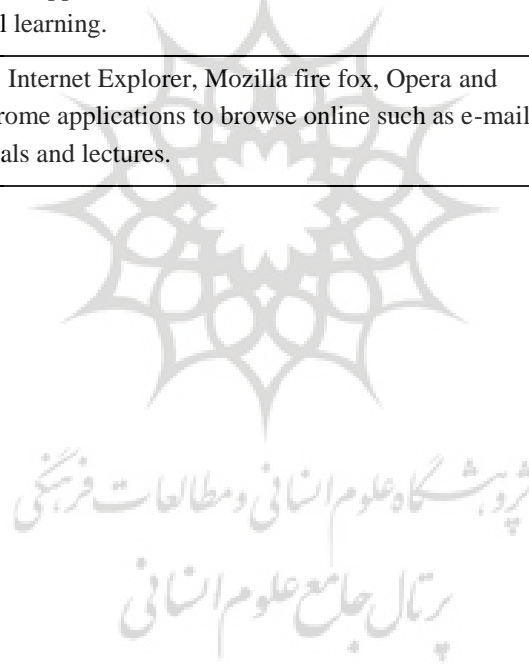 l learning.
Internet Explorer, Mozilla fire fox, Opera and
rome applications to browse online such as e-mail
als and lectures.
پژوهشگاه علوم انسانی و مطالعات فرهنگی
پرتال جامع علوم انسانی